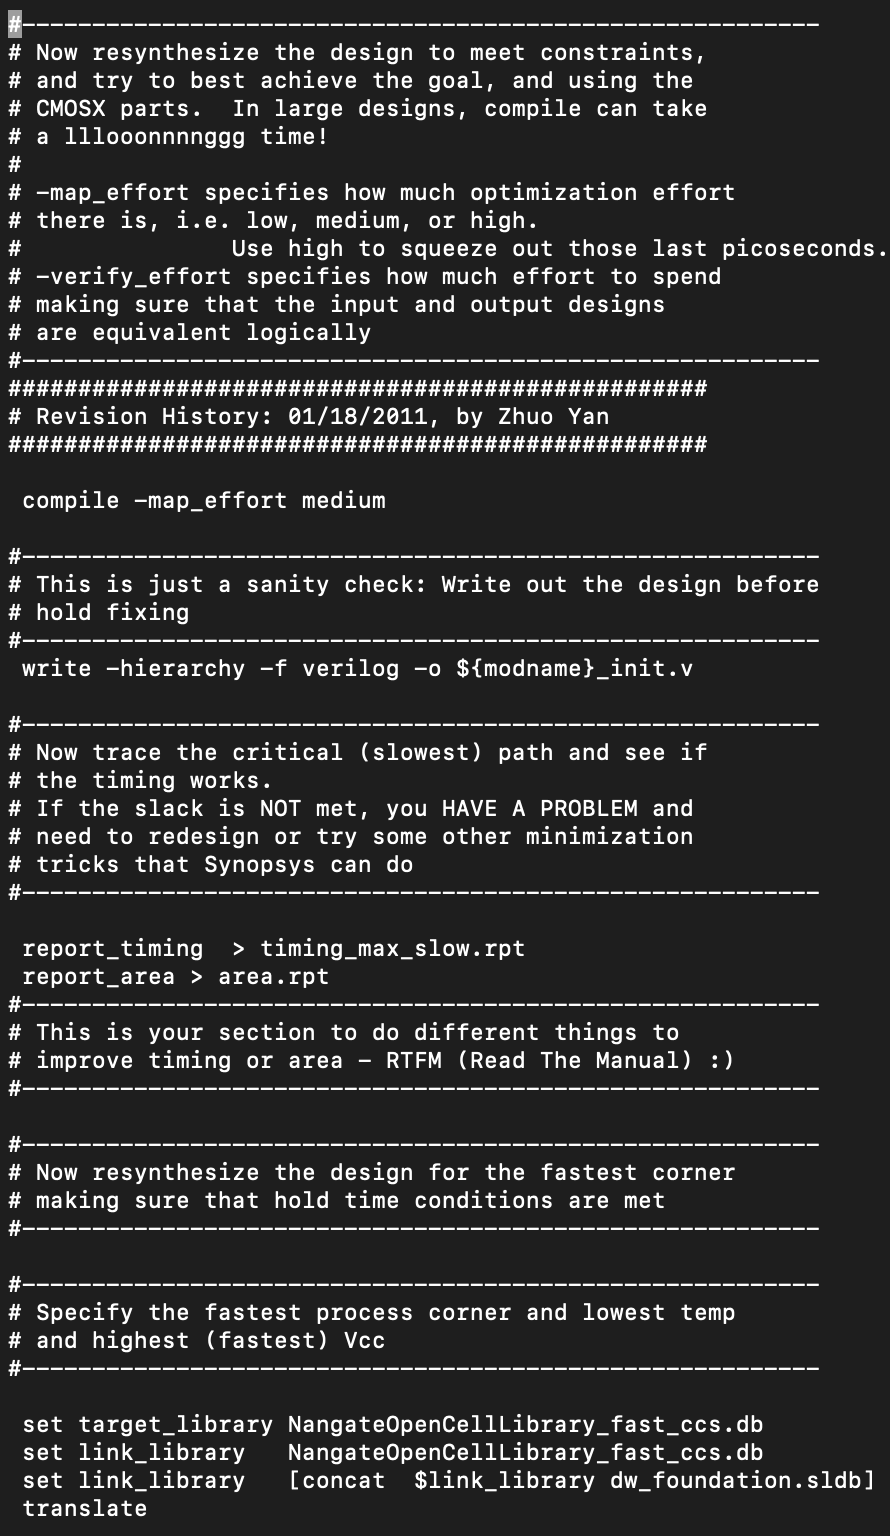 #---------------------------------------------------------
# Now resynthesize the design to meet constraints,
# and try to best achieve the goal, and using the
# CMOSX parts.  In large designs, compile can take
# a lllooonnnnggg time!
#
# -map_effort specifies how much optimization effort
# there is, i.e. low, medium, or high.
#               Use high to squeeze out those last picoseconds.
# -verify_effort specifies how much effort to spend
# making sure that the input and output designs
# are equivalent logically
#---------------------------------------------------------
##################################################
# Revision History: 01/18/2011, by Zhuo Yan
##################################################

 compile -map_effort medium

#---------------------------------------------------------
# This is just a sanity check: Write out the design before
# hold fixing
#---------------------------------------------------------
 write -hierarchy -f verilog -o ${modname}_init.v

#---------------------------------------------------------
# Now trace the critical (slowest) path and see if
# the timing works.
# If the slack is NOT met, you HAVE A PROBLEM and
# need to redesign or try some other minimization
# tricks that Synopsys can do
#---------------------------------------------------------

 report_timing  > timing_max_slow.rpt
 report_area > area.rpt
#---------------------------------------------------------
# This is your section to do different things to
# improve timing or area - RTFM (Read The Manual) :)
#---------------------------------------------------------

#---------------------------------------------------------
# Now resynthesize the design for the fastest corner
# making sure that hold time conditions are met
#---------------------------------------------------------

#---------------------------------------------------------
# Specify the fastest process corner and lowest temp
# and highest (fastest) Vcc
#---------------------------------------------------------

 set target_library NangateOpenCellLibrary_fast_ccs.db
 set link_library   NangateOpenCellLibrary_fast_ccs.db
 set link_library   [concat  $link_library dw_foundation.sldb]
 translate